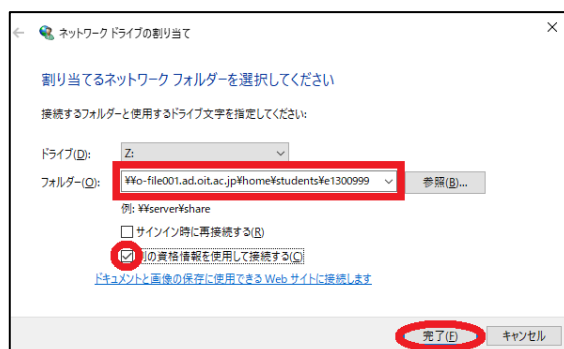 ネットワーク ドライブの割り当て
割り当てるネットワーク フォルダーを選択してください
接続するフォルダーと使用するドライブ文字を指定してください:
ドライブ(D): Z:
フォルダー(O): ¥¥o-file001.ad.oit.ac.jp¥home¥students¥e1300999 参照(B)...
例: ¥¥server¥share
サインイン時に再接続する(R)
の資格情報を使用して接続する(C)
ドキュメントと画像の保存に使用できる Web サイトに接続します
完了(F) キャンセル